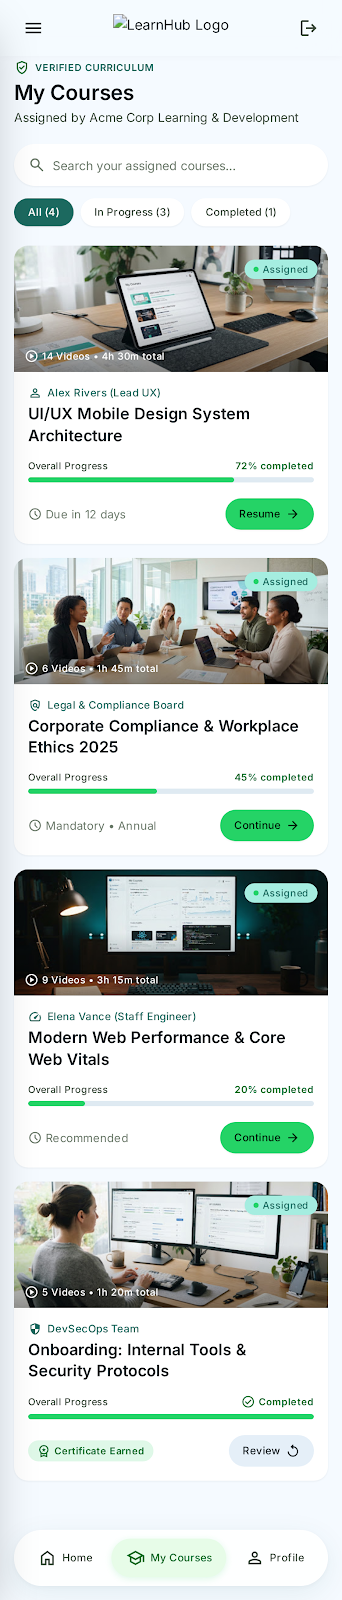 LearnHub Logo
VERIFIED CURRICULUM
My Courses
Assigned by Acme Corp Learning & Development
Search your assigned courses...
All (4) In Progress (3) Completed (1)
Assigned
14 Videos • 4h 30m total
Alex Rivers (Lead UX)
UI/UX Mobile Design System
Architecture
Overall Progress 72% completed
Due in 12 days Resume
Assigned
6 Videos • 1h 45m total
Legal & Compliance Board
Corporate Compliance & Workplace
Ethics 2025
Overall Progress 45% completed
Mandatory • Annual Continue
Assigned
9 Videos • 3h 15m total
Elena Vance (Staff Engineer)
Modern Web Performance & Core
Web Vitals
Overall Progress 20% completed
Recommended Continue
Assigned
5 Videos • 1h 20m total
DevSecOps Team
Onboarding: Internal Tools &
Security Protocols
Overall Progress Completed
Certificate Earned Review
Home My Courses Profile